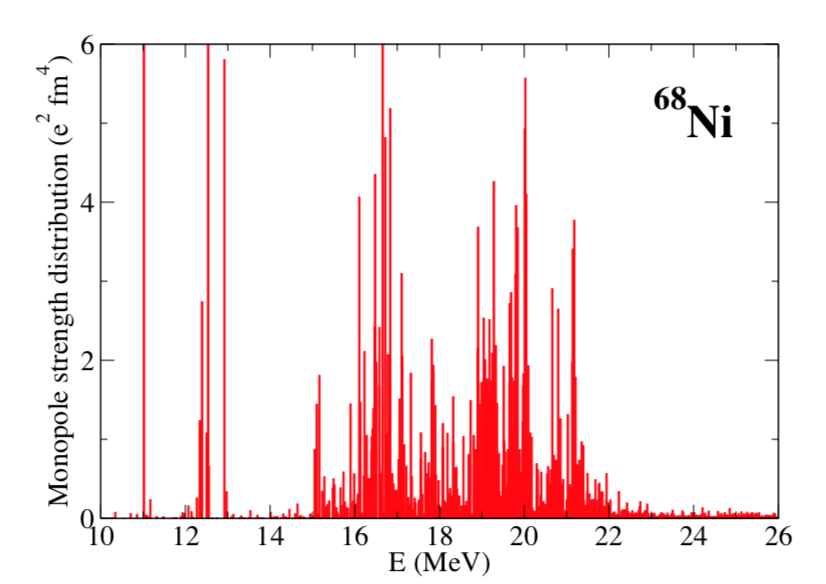 Monopole strength distribution (e² fm⁴)
6
4
2
0
⁶⁸Ni
10 12 14 16 18 20 22 24 26
E (MeV)